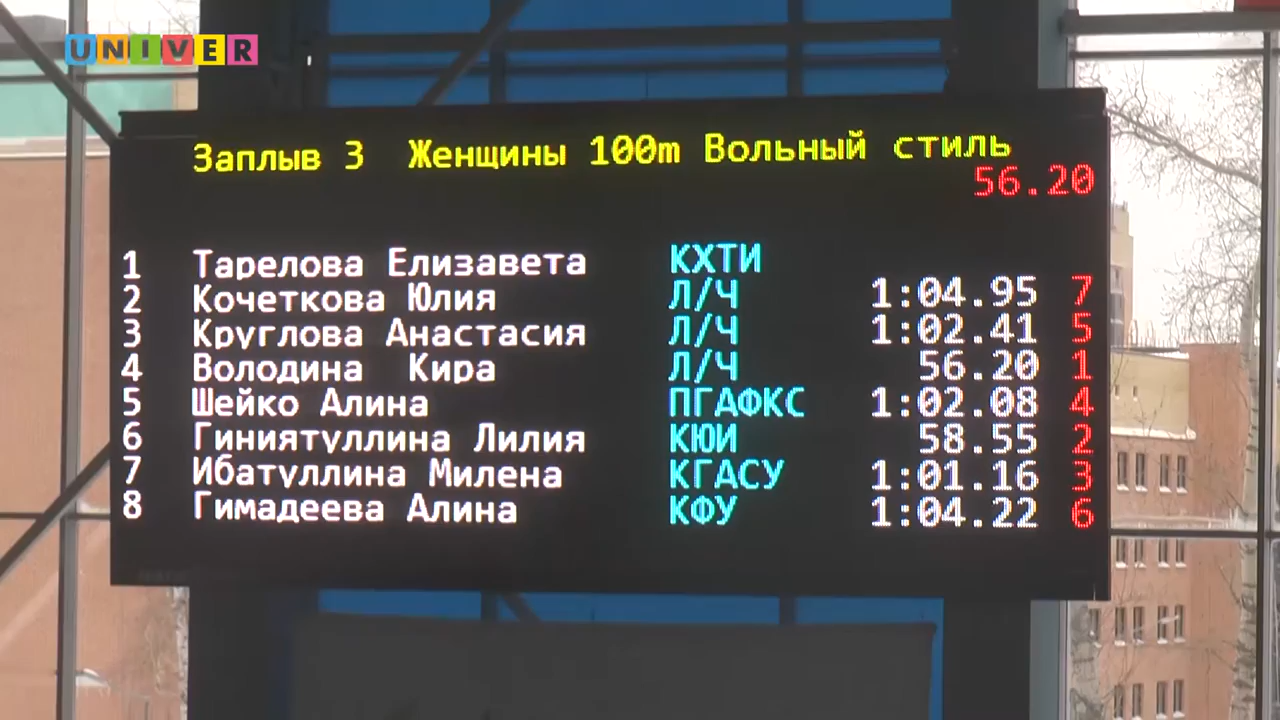 UNIVER
Заплыв 3 Женщины 100m Вольный стиль
56.20
1 Тарелова Елизавета КХТИ
2 Кочеткова Юлия Л/Ч 1:04.95 7
3 Круглова Анастасия Л/Ч 1:02.41 5
4 Володина Кира Л/Ч 56.20 1
5 Шейко Алина ПГАФКС 1:02.08 4
6 Гиниятуллина Лилия КЮИ 58.55 2
7 Ибатуллина Милена КГАСУ 1:01.16 3
8 Гимадеева Алина КФУ 1:04.22 6